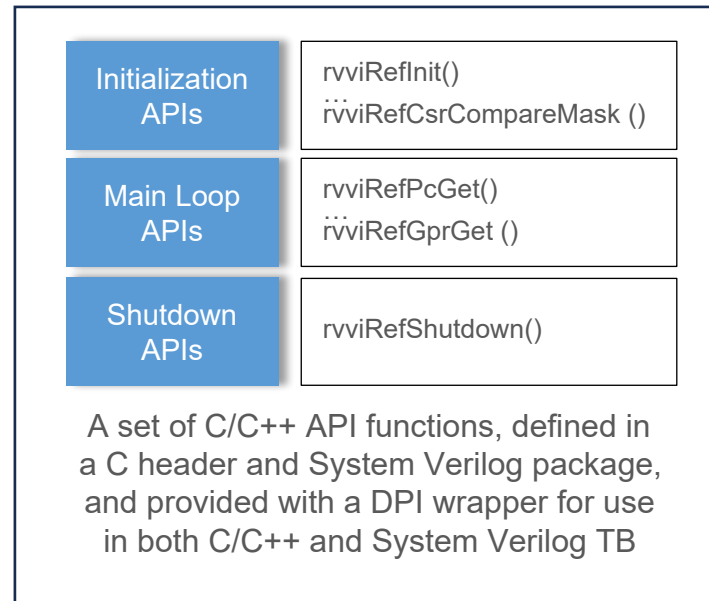 Initialization
APIs
rvviRefInit()
...
rvviRefCsrCompareMask ()
Main Loop
APIs
rvviRefPcGet()
...
rvviRefGprGet ()
Shutdown
APIs
rvviRefShutdown()
A set of C/C++ API functions, defined in
a C header and System Verilog package,
and provided with a DPI wrapper for use
in both C/C++ and System Verilog TB